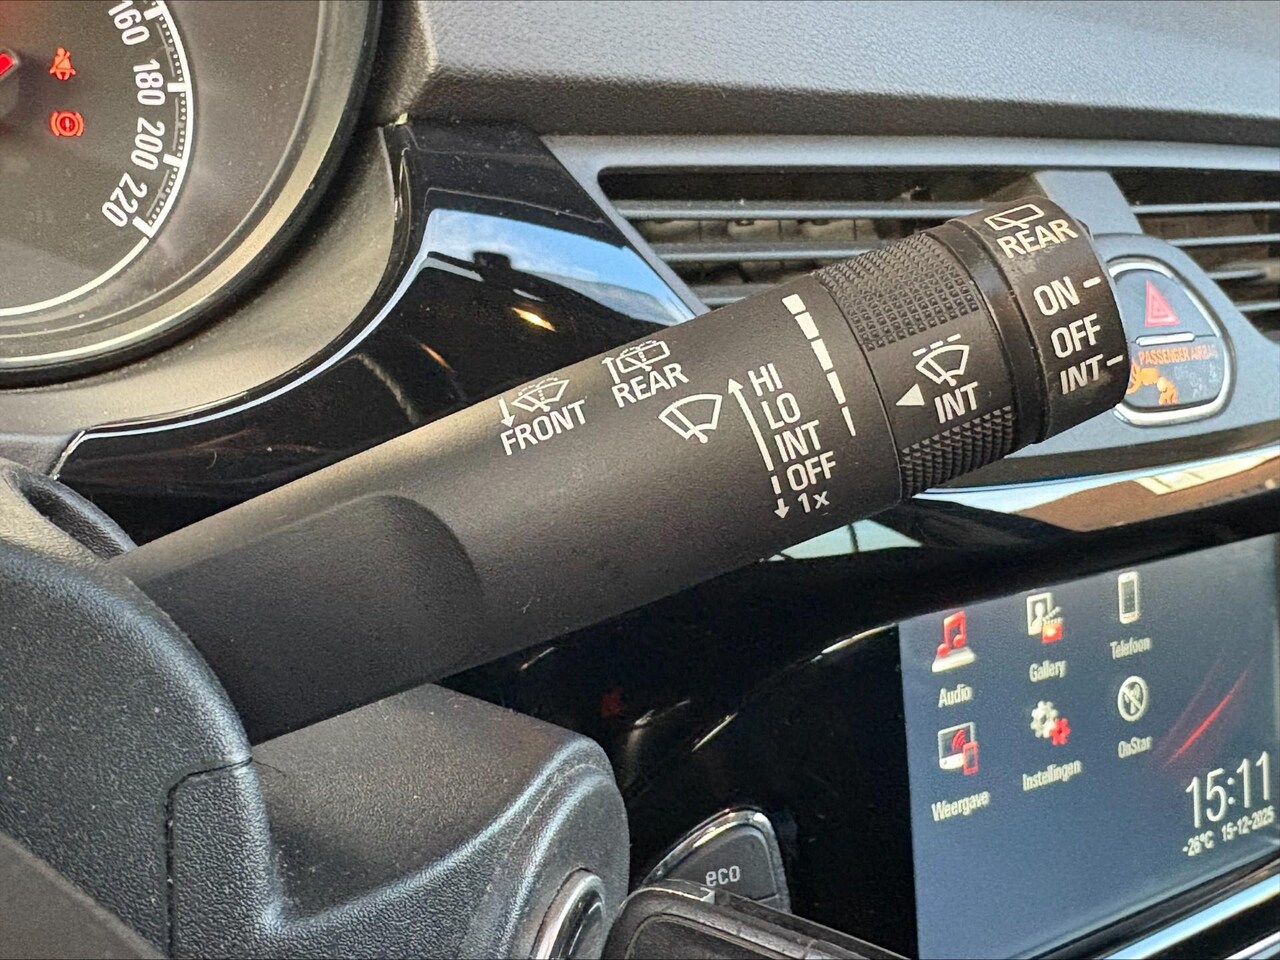 160
180
200
220
FRONT
REAR
HI
LO
INT
OFF
1x
INT
REAR
ON
OFF
INT
PASSENGER AIRBAG
Audio
Gallery
Telefoon
Weergave
Instellingen
OnStar
15:11
-26°C 15-12-2025
eco